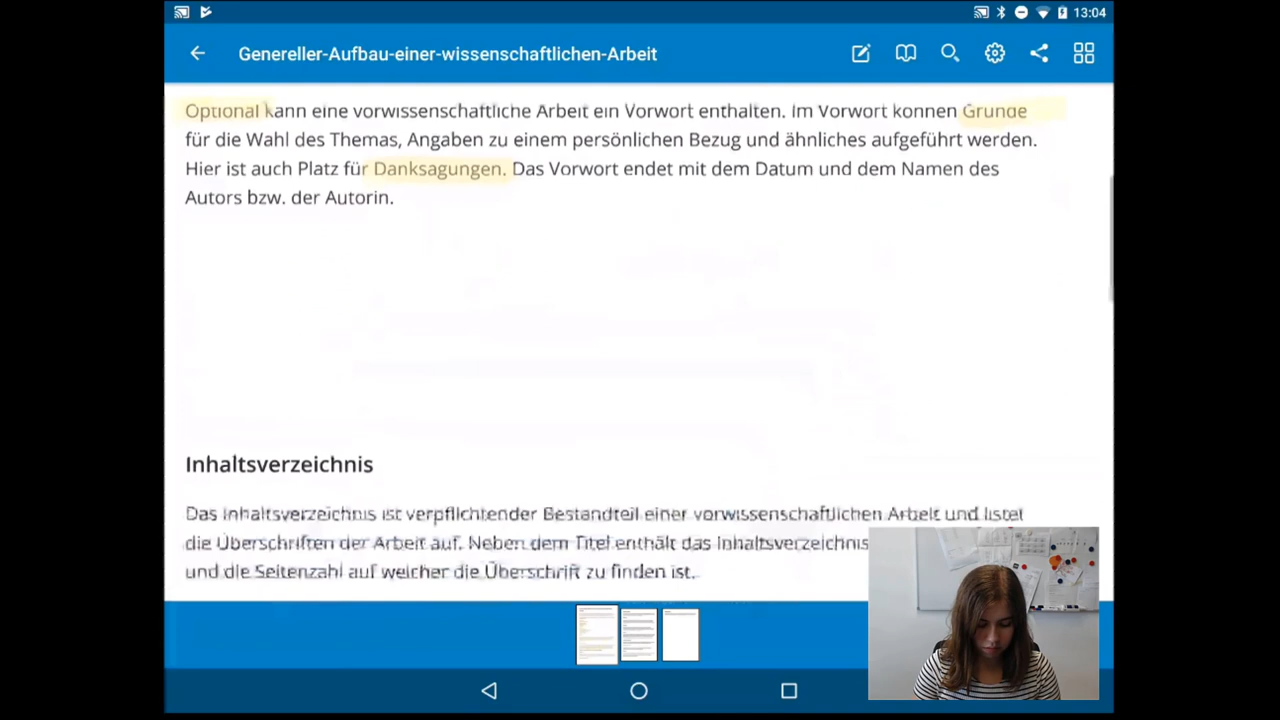 13:04
Genereller-Aufbau-einer-wissenschaftlichen-Arbeit
Optional kann eine vorwissenschaftliche Arbeit ein Vorwort enthalten. Im Vorwort konnen Grunde
für die Wahl des Themas, Angaben zu einem persönlichen Bezug und ähnliches aufgeführt werden.
Hier ist auch Platz für Danksagungen. Das Vorwort endet mit dem Datum und dem Namen des
Autors bzw. der Autorin.
Inhaltsverzeichnis
Das Inhaltsverzeichnis ist verpflichtender Bestandteil einer vorwissenschaftlichen Arbeit und listet
die Überschriften der Arbeit auf. Neben dem Titel enthält das Inhaltsverzeichnis
und die Seitenzahl auf welcher die Überschrift zu finden ist.